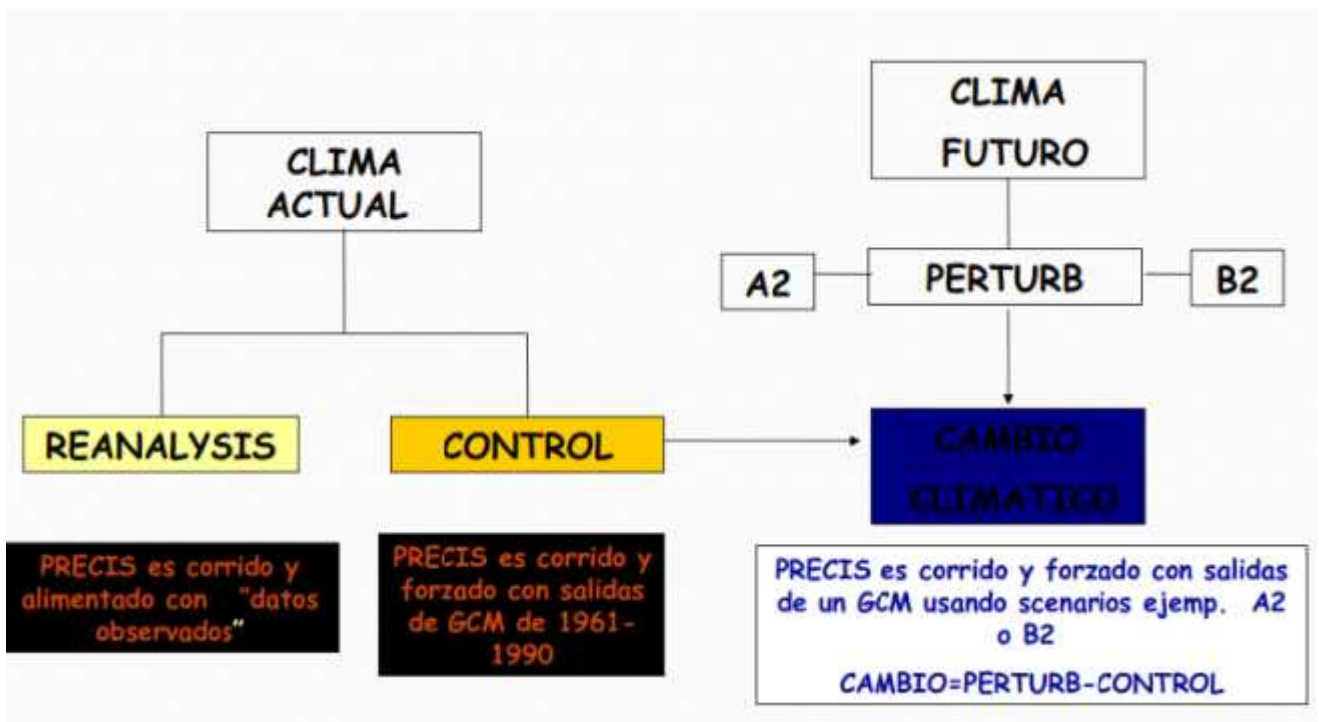 CLIMA
ACTUAL
CLIMA
FUTURO
A2
PERTURB
B2
REANALYSIS
CONTROL
CAMBIO
CLIMATICO
PRECIS es corrido y
alimentado con "datos
observados"
PRECIS es corrido y
forzado con salidas
de GCM de 1961-
1990
PRECIS es corrido y forzado con salidas
de un GCM usando scenarios ejemp. A2
o B2
CAMBIO=PERTURB-CONTROL